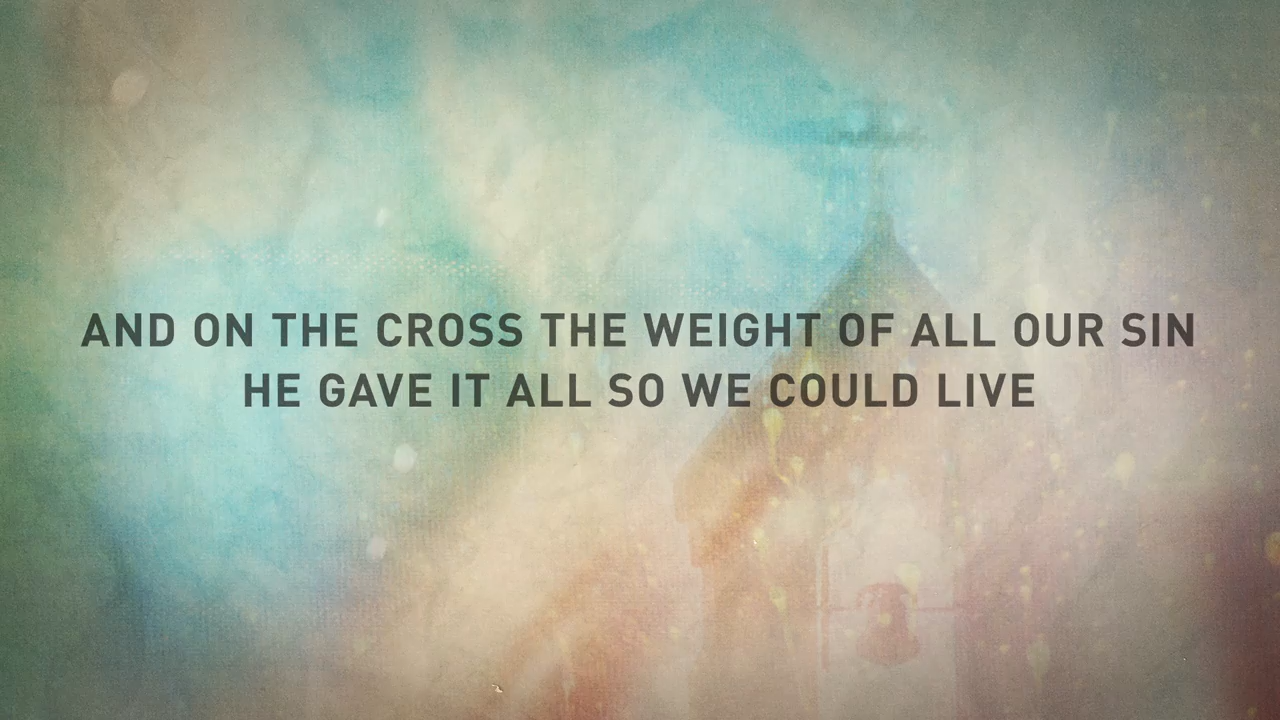 AND ON THE CROSS THE WEIGHT OF ALL OUR SIN
HE GAVE IT ALL SO WE COULD LIVE